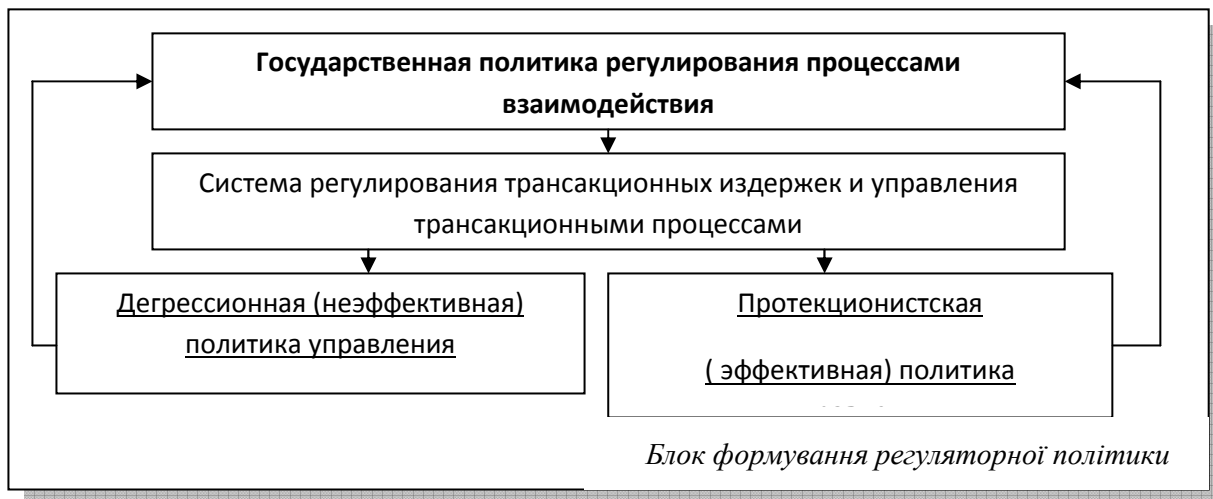 Государственная политика регулирования процессами
взаимодействия
Система регулирования трансакционных издержек и управления
трансакционными процессами
Дегрессионная (неэффективная)
политика управления
Протекционистская
( эффективная) политика
Блок формування регуляторної політики